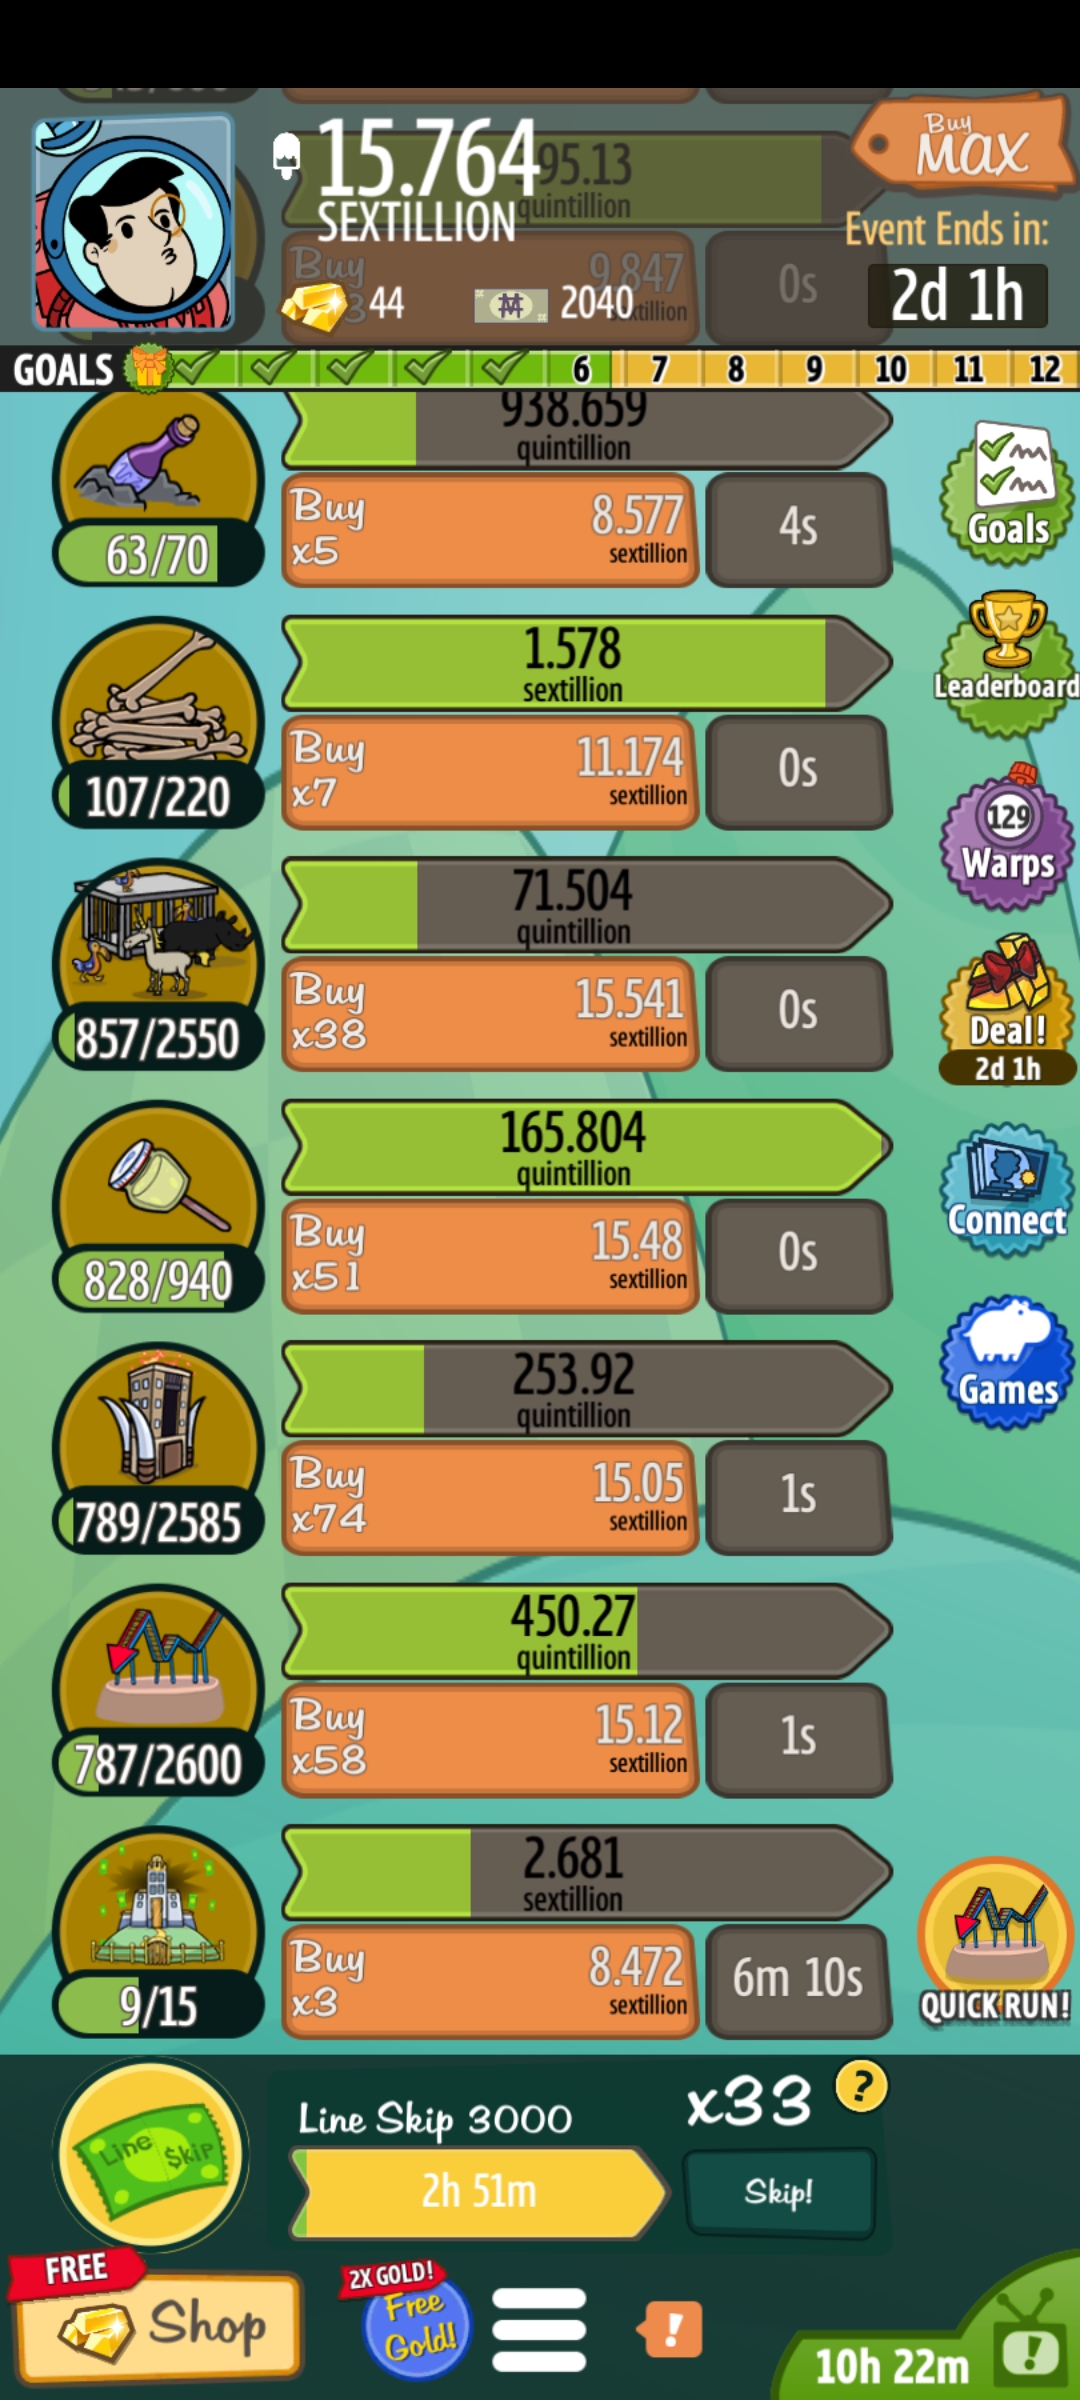 Buy
MAX
15.764
SEXTILLION
95.13
quintillion
Event Ends in:
2d 1h
Buy
9.847
0s
44
2040
GOALS 6 7 8 9 10 11 12
938.659
quintillion
Buy
x5
8.577
sextillion
4s
63/70
Goals
1.578
sextillion
Leaderboard
Buy
x7
11.174
sextillion
0s
107/220
129
Warps
71.504
quintillion
Buy
x38
15.541
sextillion
0s
857/2550
Deal!
2d 1h
165.804
quintillion
Buy
x51
15.48
sextillion
0s
828/940
Connect
253.92
quintillion
Games
Buy
x74
15.05
sextillion
1s
789/2585
450.27
quintillion
Buy
x58
15.12
sextillion
1s
787/2600
2.681
sextillion
Buy
x3
8.472
sextillion
6m 10s
9/15
QUICK RUN!
Line Skip
Line Skip 3000
x33
?
2h 51m
Skip!
FREE
Shop
2X GOLD!
Free
Gold!
!
10h 22m
!